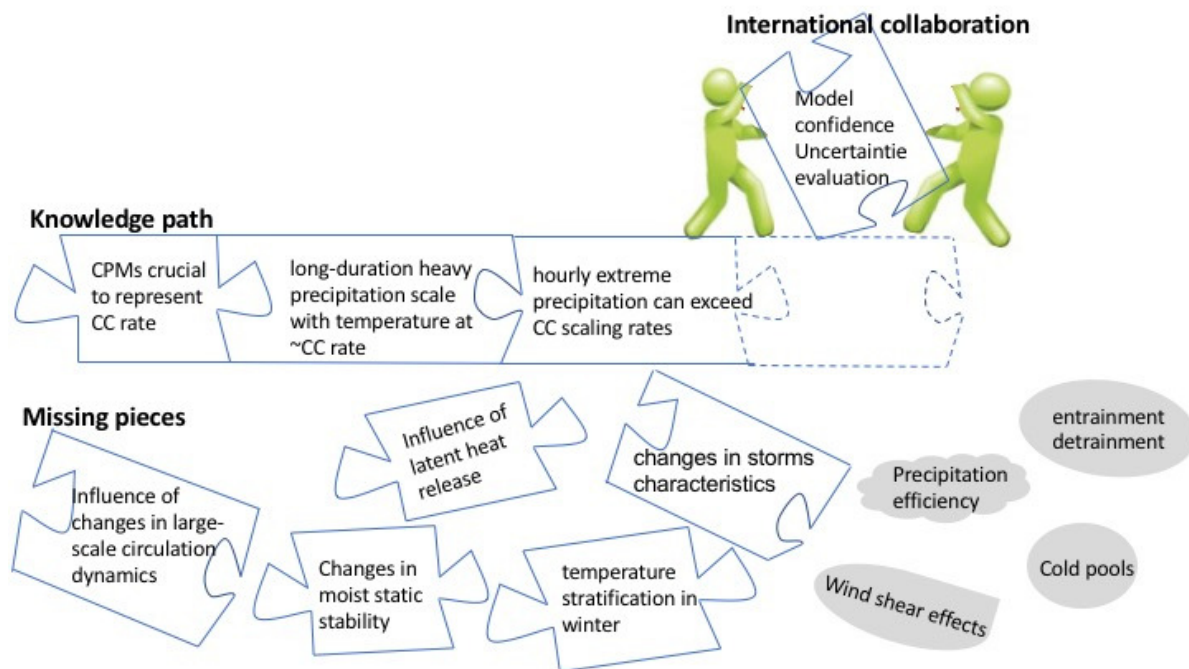 International collaboration
Model
confidence
Uncertaintie
evaluation
Knowledge path
CPMs crucial
to represent
CC rate
long-duration heavy
precipitation scale
with temperature at
~CC rate
hourly extreme
precipitation can exceed
CC scaling rates
Missing pieces
Influence of
changes in large-
scale circulation
dynamics
Influence of
latent heat
release
Changes in
moist static
stability
temperature
stratification in
winter
changes in storms
characteristics
Precipitation
efficiency
entrainment
detrainment
Cold pools
Wind shear effects